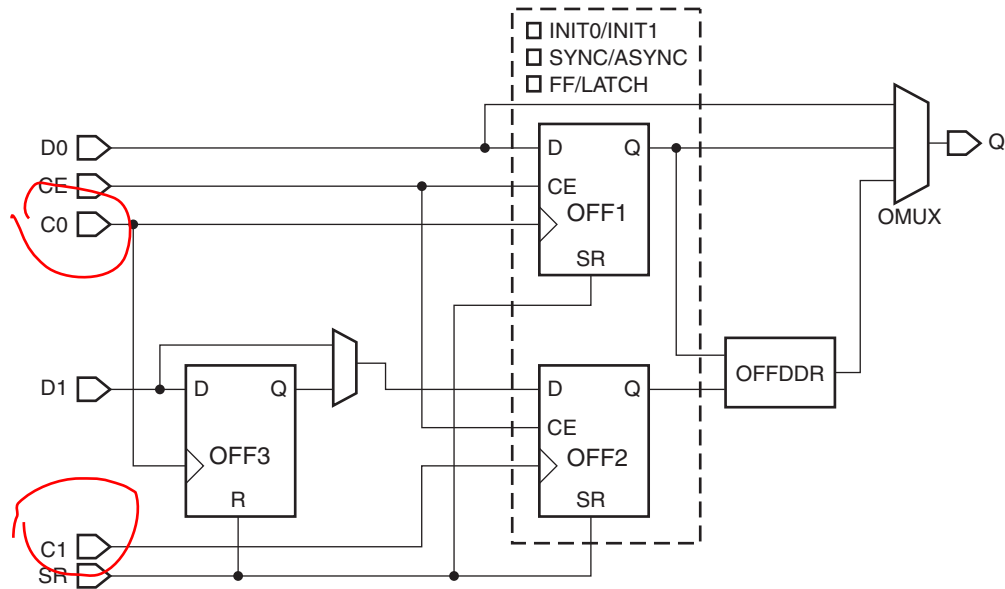 INIT0/INIT1
SYNC/ASYNC
FF/LATCH
D0
D Q
Q
CE
CE
C0
OFF1
OMUX
SR
D1
D Q
D Q
OFFDDR
CE
OFF3
OFF2
R
SR
C1
SR